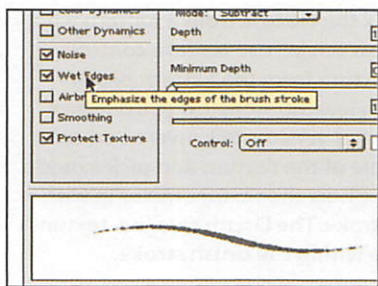 Color Dynamics
Other Dynamics
Noise
Wet Edges
Airbr
Smoothing
Protect Texture
Mode: Subtract
Depth
Minimum Depth
Emphasize the edges of the brush stroke
Control: Off